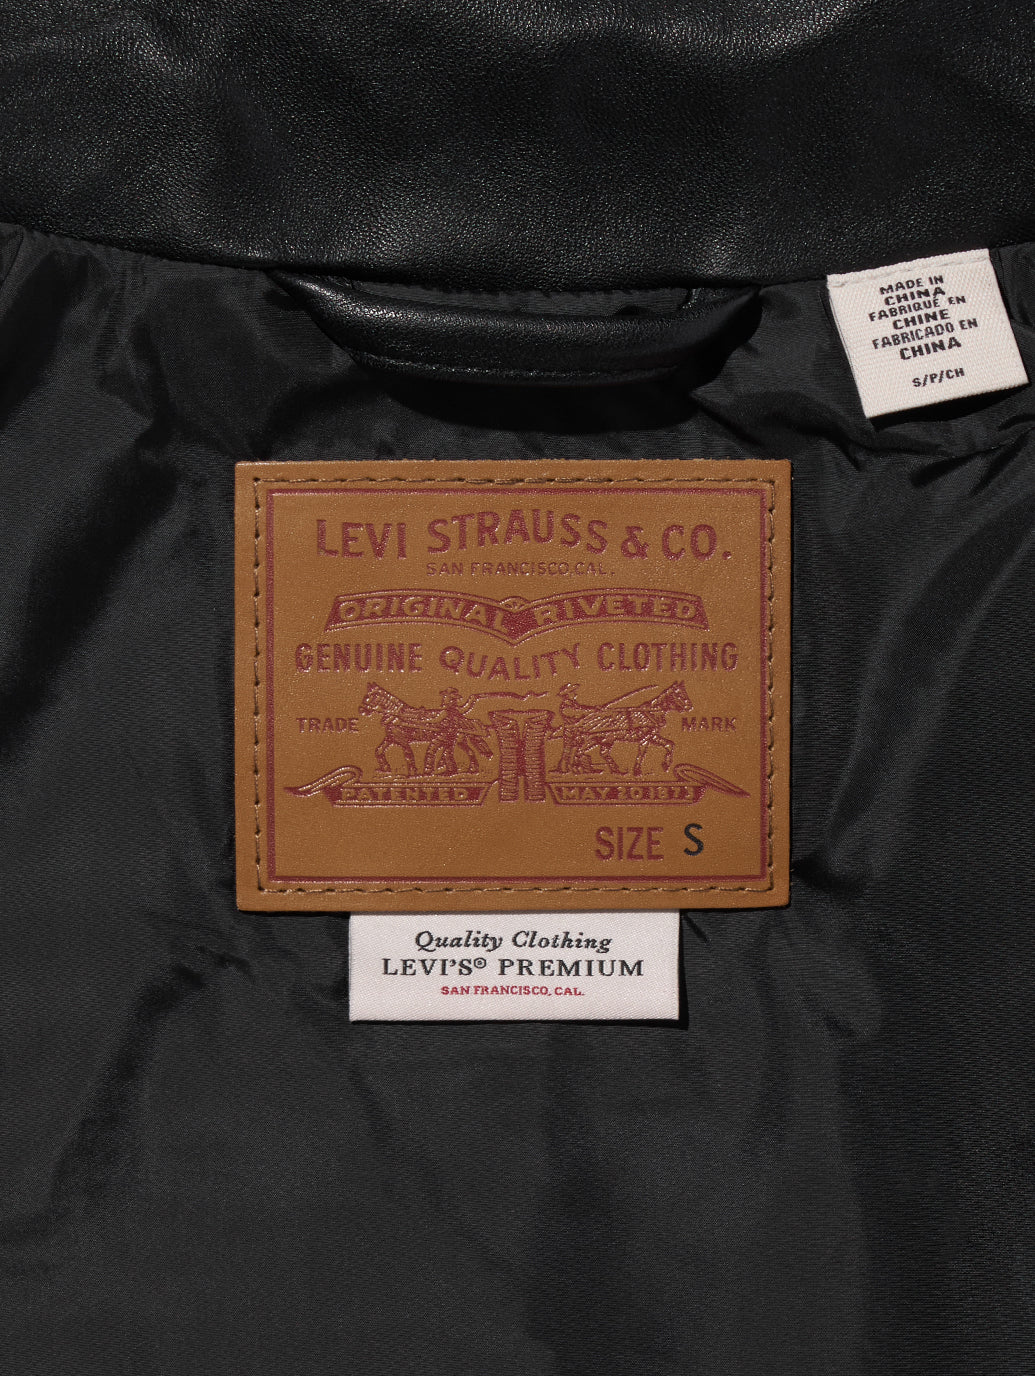 MADE IN
CHINA
FABRIQUÉ EN
CHINE
FABRICADO EN
CHINA
S/P/CH
LEVI STRAUSS & CO.
SAN FRANCISCO, CAL.
ORIGINAL RIVETED
GENUINE QUALITY CLOTHING
TRADE MARK
PATENTED MAY 20 1873
SIZE S
Quality Clothing
LEVI'S® PREMIUM
SAN FRANCISCO, CAL.